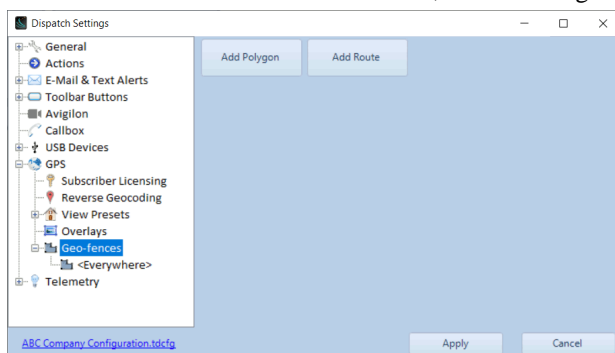 Dispatch Settings
General
Actions
E-Mail & Text Alerts
Toolbar Buttons
Avigilon
Callbox
USB Devices
GPS
Subscriber Licensing
Reverse Geocoding
View Presets
Overlays
Geo-fences
<Everywhere>
Telemetry
Add Polygon Add Route
ABC Company Configuration.tdcfg
Apply Cancel